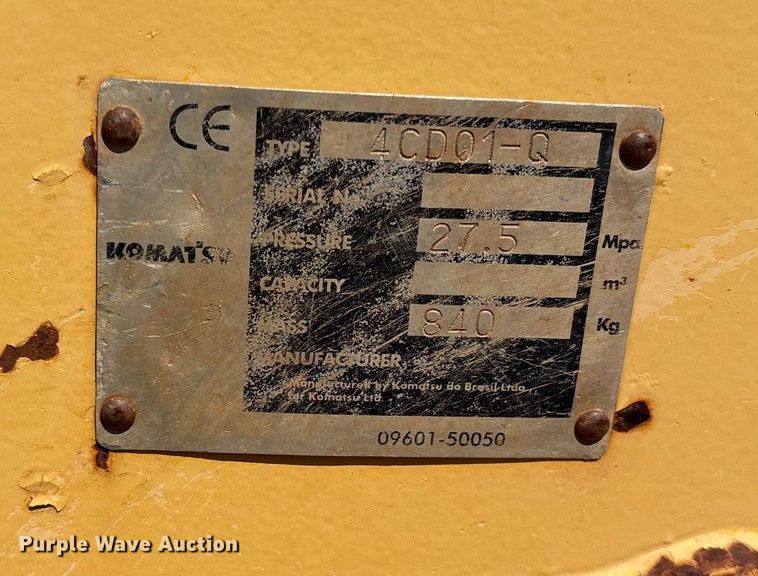 CE
TYPE 4CD01-Q
SERIAL No.
KOMATSU
PRESSURE 27.5 Mpa
CAPACITY m³
MASS 840 Kg
MANUFACTURER
Manufactured by Komatsu do Brasil Ltda
for Komatsu Ltd
09601-50050
Purple Wave Auction